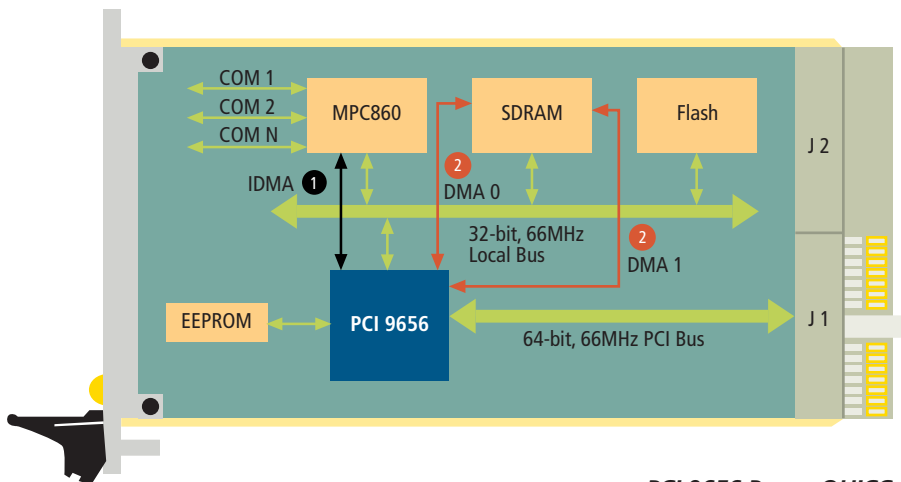 COM 1
COM 2
COM N
MPC860
SDRAM
Flash
J 2
IDMA 1
2
DMA 0
32-bit, 66MHz
Local Bus
2
DMA 1
EEPROM
PCI 9656
64-bit, 66MHz PCI Bus
J 1